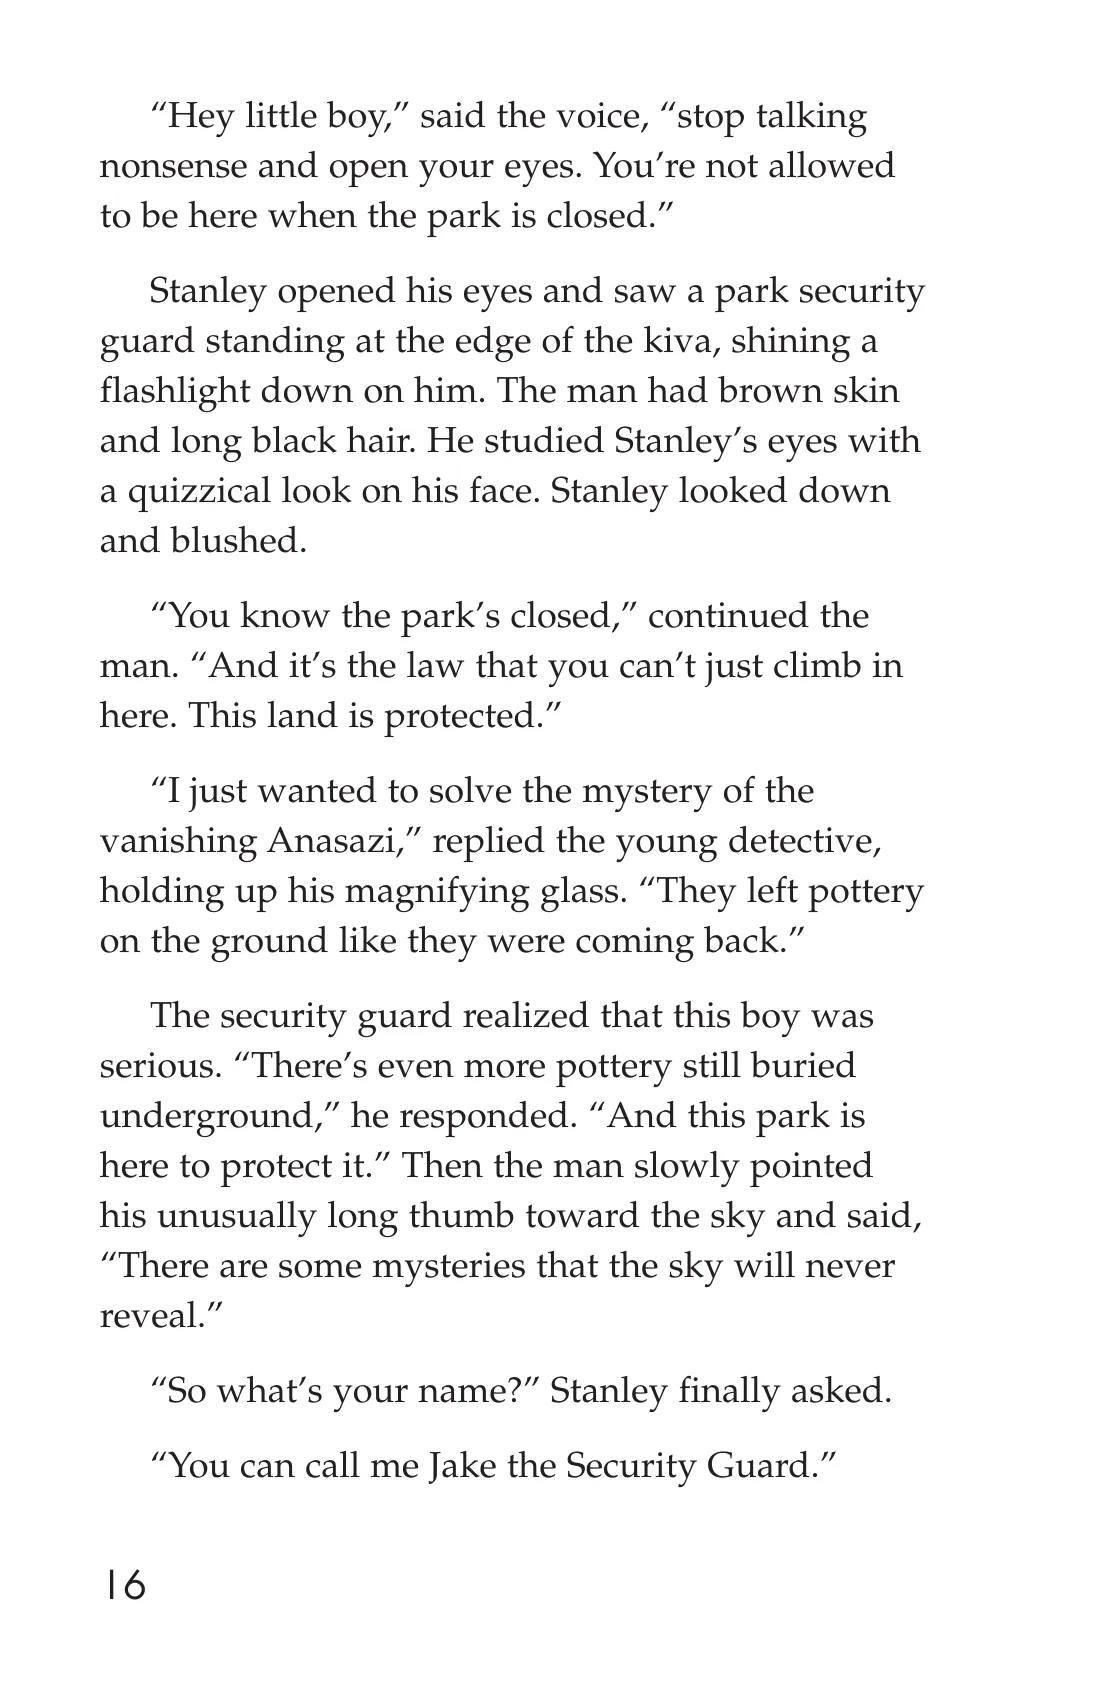 “Hey little boy,” said the voice, “stop talking
nonsense and open your eyes. You’re not allowed
to be here when the park is closed.”
Stanley opened his eyes and saw a park security
guard standing at the edge of the kiva, shining a
flashlight down on him. The man had brown skin
and long black hair. He studied Stanley’s eyes with
a quizzical look on his face. Stanley looked down
and blushed.
“You know the park’s closed,” continued the
man. “And it’s the law that you can’t just climb in
here. This land is protected.”
“I just wanted to solve the mystery of the
vanishing Anasazi,” replied the young detective,
holding up his magnifying glass. “They left pottery
on the ground like they were coming back.”
The security guard realized that this boy was
serious. “There’s even more pottery still buried
underground,” he responded. “And this park is
here to protect it.” Then the man slowly pointed
his unusually long thumb toward the sky and said,
“There are some mysteries that the sky will never
reveal.”
“So what’s your name?” Stanley finally asked.
“You can call me Jake the Security Guard.”
16